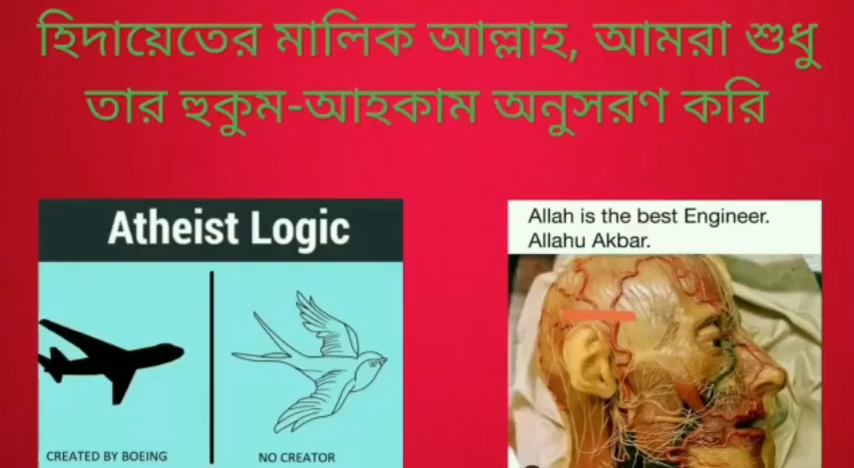 হিদায়েতের মালিক আল্লাহ, আমরা শুধু
তার হুকুম-আহকাম অনুসরণ করি
Atheist Logic
CREATED BY BOEING
NO CREATOR
Allah is the best Engineer.
Allahu Akbar.